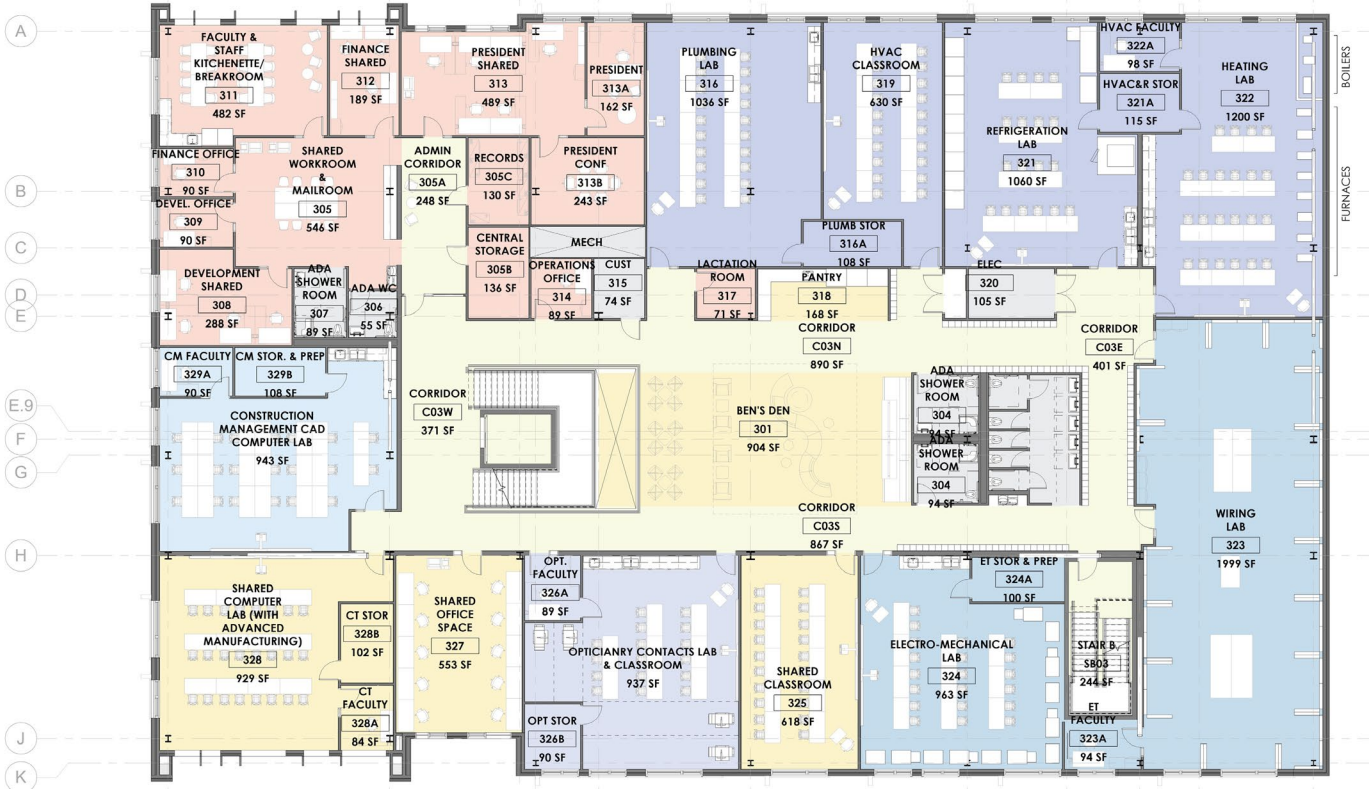 A
B
C
D
E
E.9
F
G
H
J
K
FACULTY &
STAFF
KITCHENETTE/
BREAKROOM
311
482 SF
FINANCE
SHARED
312
189 SF
PRESIDENT
SHARED
313
489 SF
PRESIDENT
313A
162 SF
PLUMBING
LAB
316
1036 SF
HVAC
CLASSROOM
319
630 SF
REFRIGERATION
LAB
321
1060 SF
HVAC FACULTY
322A
98 SF
HVAC&R STOR
321A
115 SF
HEATING
LAB
322
1200 SF
BOILERS
FURNACES
FINANCE OFFICE
310
90 SF
DEVEL. OFFICE
309
90 SF
SHARED
WORKROOM
&
MAILROOM
305
546 SF
ADMIN
CORRIDOR
305A
248 SF
RECORDS
305C
130 SF
PRESIDENT
CONF
313B
243 SF
PLUMB STOR
316A
108 SF
DEVELOPMENT
SHARED
308
288 SF
ADA
SHOWER
ROOM
307
89 SF
ADA WC
306
55 SF
CENTRAL
STORAGE
305B
136 SF
MECH
OPERATIONS
OFFICE
314
89 SF
CUST
315
74 SF
LACTATION
ROOM
317
71 SF
PANTRY
318
168 SF
ELEC
320
105 SF
CORRIDOR
C03N
890 SF
CORRIDOR
C03E
401 SF
CM FACULTY
329A
90 SF
CM STOR. & PREP
329B
108 SF
CONSTRUCTION
MANAGEMENT CAD
COMPUTER LAB
943 SF
CORRIDOR
C03W
371 SF
BEN'S DEN
301
904 SF
ADA
SHOWER
ROOM
304
94 SF
ADA
SHOWER
ROOM
304
94 SF
CORRIDOR
C03S
867 SF
WIRING
LAB
323
1999 SF
SHARED
COMPUTER
LAB (WITH
ADVANCED
MANUFACTURING)
328
929 SF
CT STOR
328B
102 SF
CT
FACULTY
328A
84 SF
SHARED
OFFICE
SPACE
327
553 SF
OPT.
FACULTY
326A
89 SF
OPTICIANRY CONTACTS LAB
& CLASSROOM
937 SF
OPT STOR
326B
90 SF
SHARED
CLASSROOM
325
618 SF
ELECTRO-MECHANICAL
LAB
324
963 SF
ET STOR & PREP
324A
100 SF
STAIR B
SB03
244 SF
ET
FACULTY
323A
94 SF